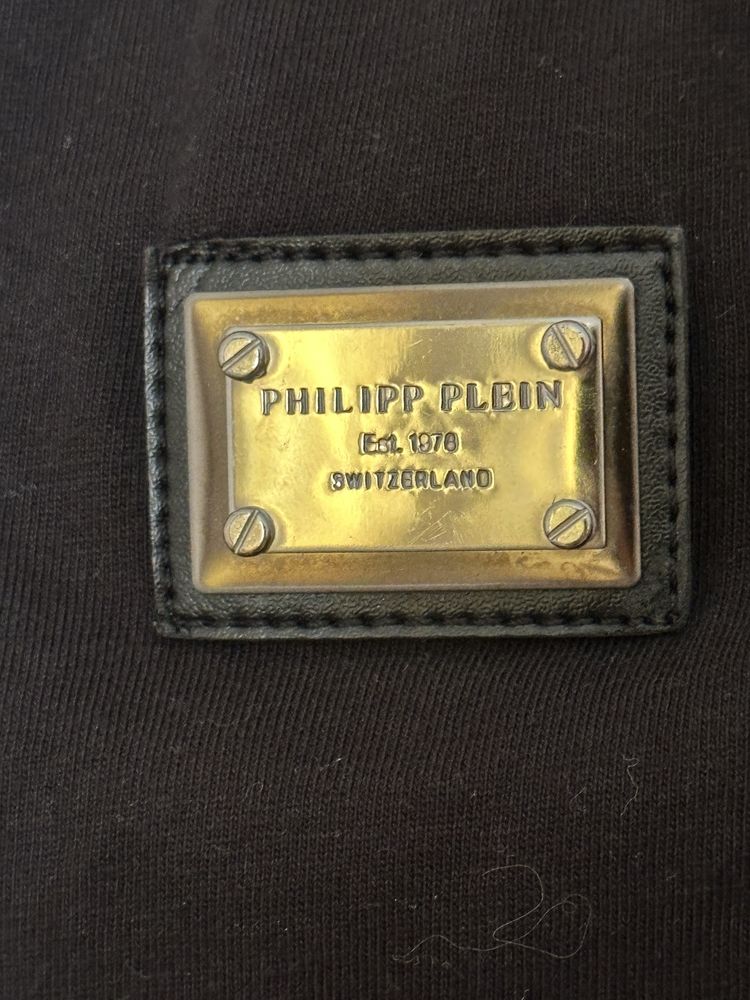 PHILIPP PLEIN
Est. 1978
SWITZERLAND